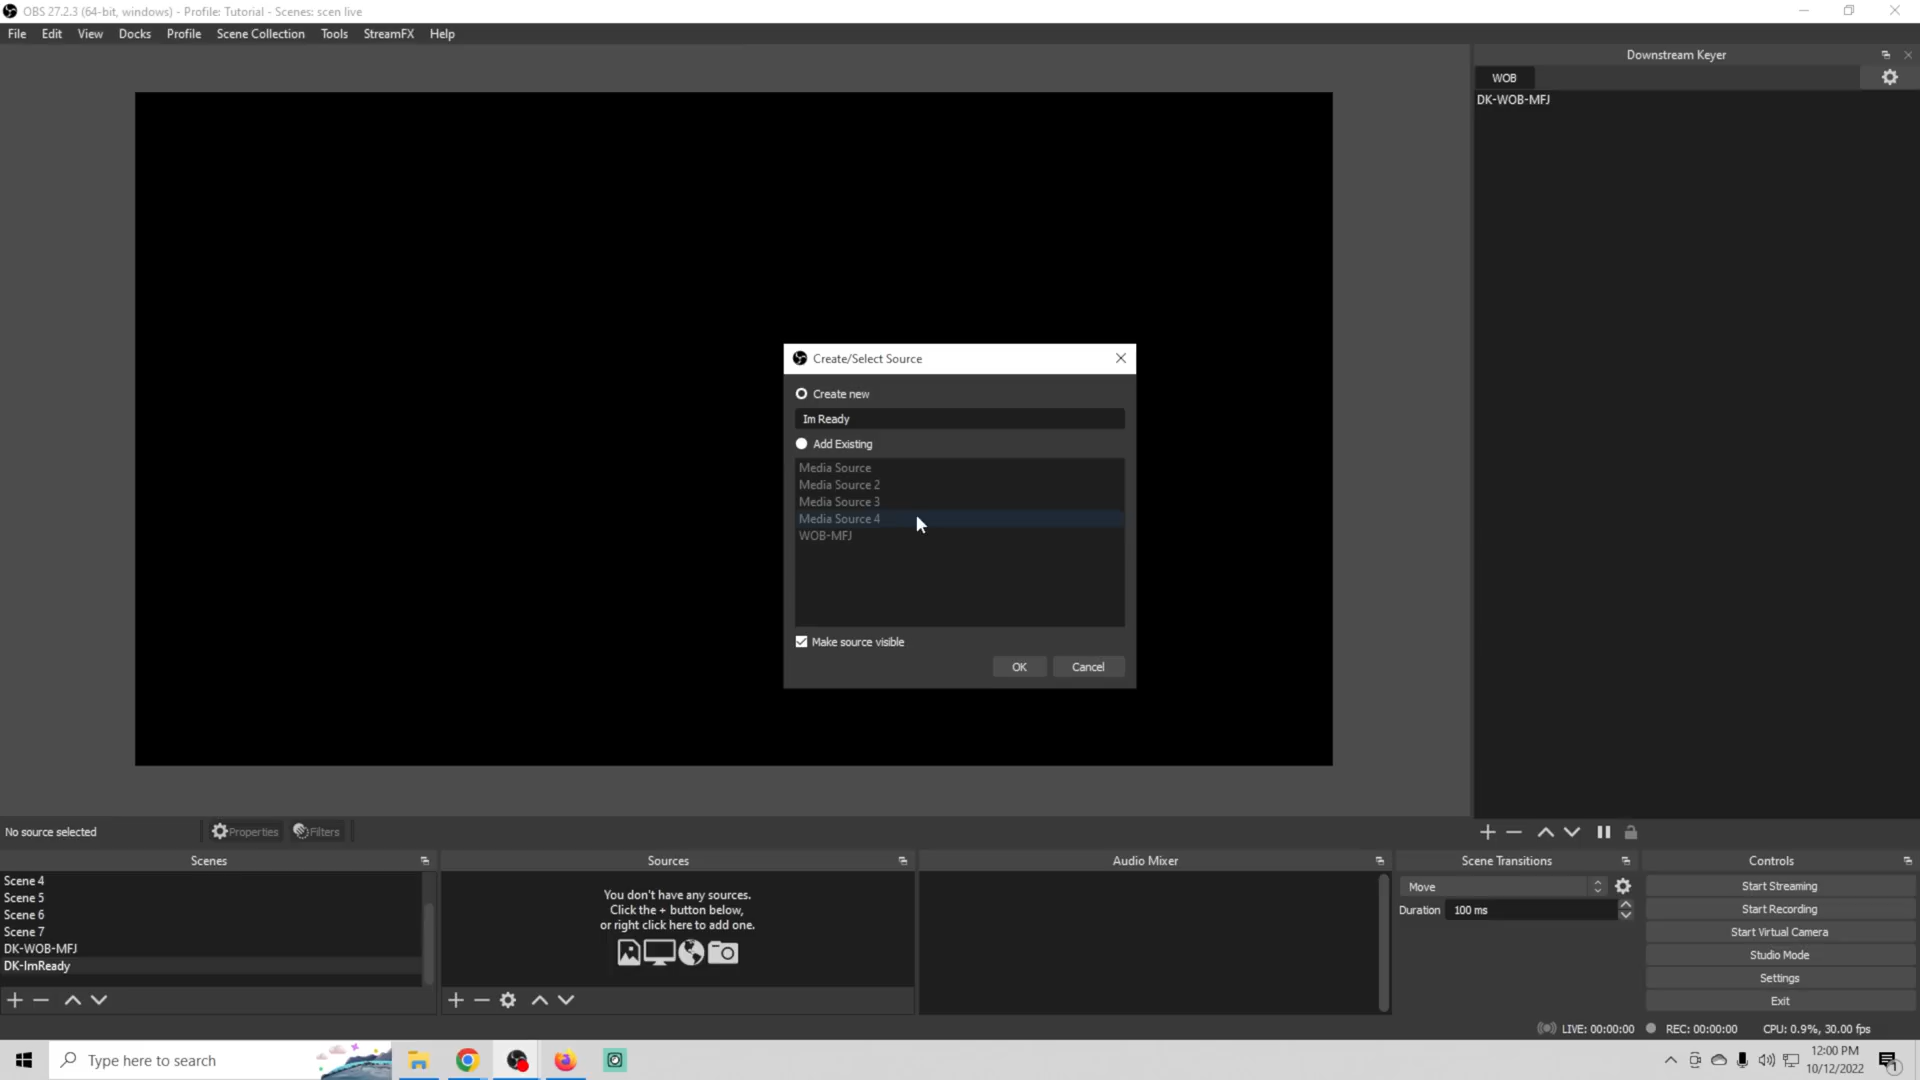 OBS 27.2.3 (64-bit, windows) - Profile: Tutorial - Scenes: scen live
File Edit View Docks Profile Scene Collection Tools StreamFX Help
Downstream Keyer
WOB
DK-WOB-MFJ
Create/Select Source
Create new
Im Ready
Add Existing
Media Source
Media Source 2
Media Source 3
Media Source 4
WOB-MFJ
Make source visible
OK Cancel
No source selected Properties Filters
Scenes
Scene 4
Scene 5
Scene 6
Scene 7
DK-WOB-MFJ
DK-ImReady
Sources
You don't have any sources.
Click the + button below,
or right click here to add one.
Audio Mixer
Scene Transitions
Move
Duration 100 ms
Controls
Start Streaming
Start Recording
Start Virtual Camera
Studio Mode
Settings
Exit
LIVE: 00:00:00 REC: 00:00:00 CPU: 0.9%, 30.00 fps
Type here to search
12:00 PM
10/12/2022
1